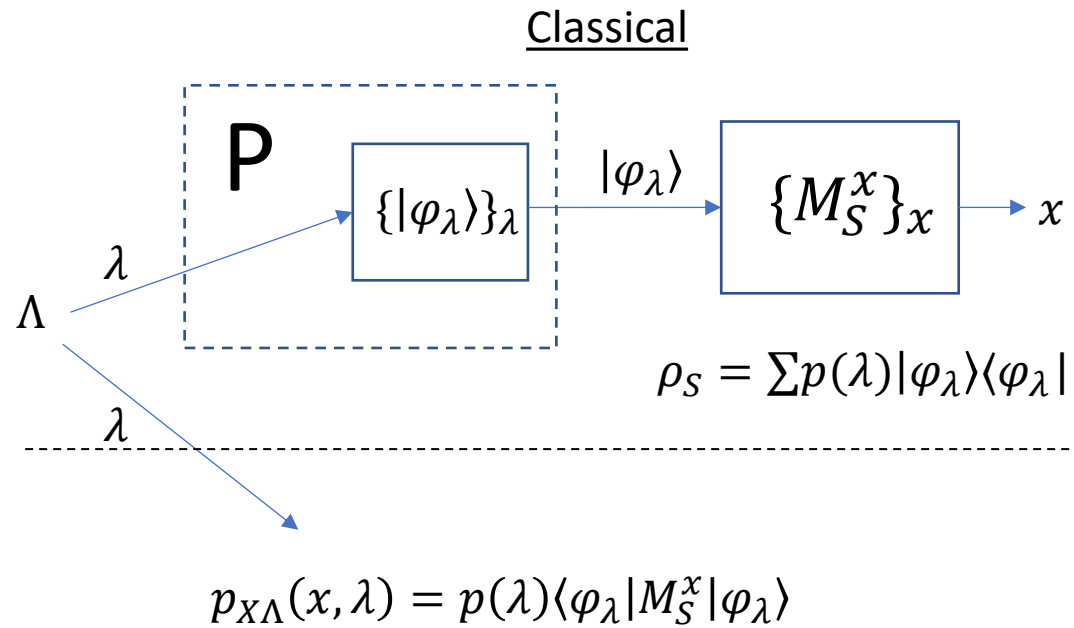 Classical
P
{|φ_λ⟩}_λ
|φ_λ⟩
{M_S^x}_x
x
λ
Λ
ρ_S = ∑p(λ)|φ_λ⟩⟨φ_λ|
λ
p_{XΛ}(x, λ) = p(λ)⟨φ_λ|M_S^x|φ_λ⟩